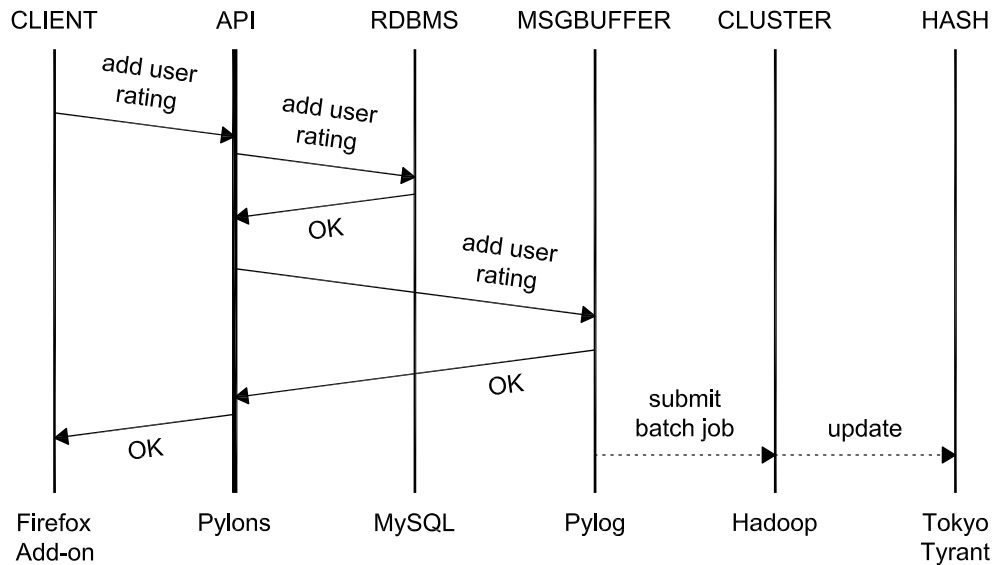 CLIENT
API
RDBMS
MSGBUFFER
CLUSTER
HASH
add user
rating
add user
rating
OK
add user
rating
OK
OK
submit
batch job
update
Firefox
Add-on
Pylons
MySQL
Pylog
Hadoop
Tokyo
Tyrant